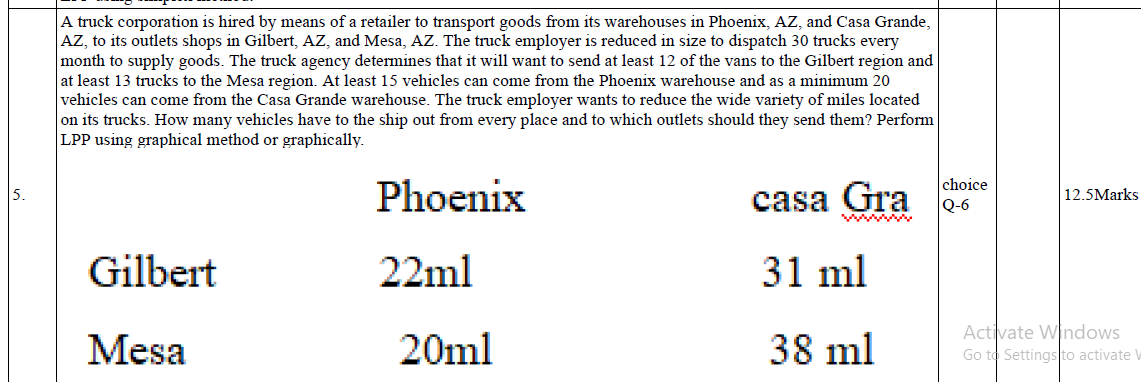 A truck corporation is hired by means of a retailer to transport goods from its warehouses in Phoenix, AZ, and Casa Grande,
AZ, to its outlets shops in Gilbert, AZ, and Mesa, AZ. The truck employer is reduced in size to dispatch 30 trucks every
month to supply goods. The truck agency determines that it will want to send at least 12 of the vans to the Gilbert region and
at least 13 trucks to the Mesa region. At least 15 vehicles can come from the Phoenix warehouse and as a minimum 20
vehicles can come from the Casa Grande warehouse. The truck employer wants to reduce the wide variety of miles located
on its trucks. How many vehicles have to the ship out from every place and to which outlets should they send them? Perform
LPP using graphical method or graphically.
5.
Phoenix casa Gra
Gilbert 22ml 31 ml
Mesa 20ml 38 ml
choice
Q-6
12.5Marks
Activate Windows
Go to Settings to activate